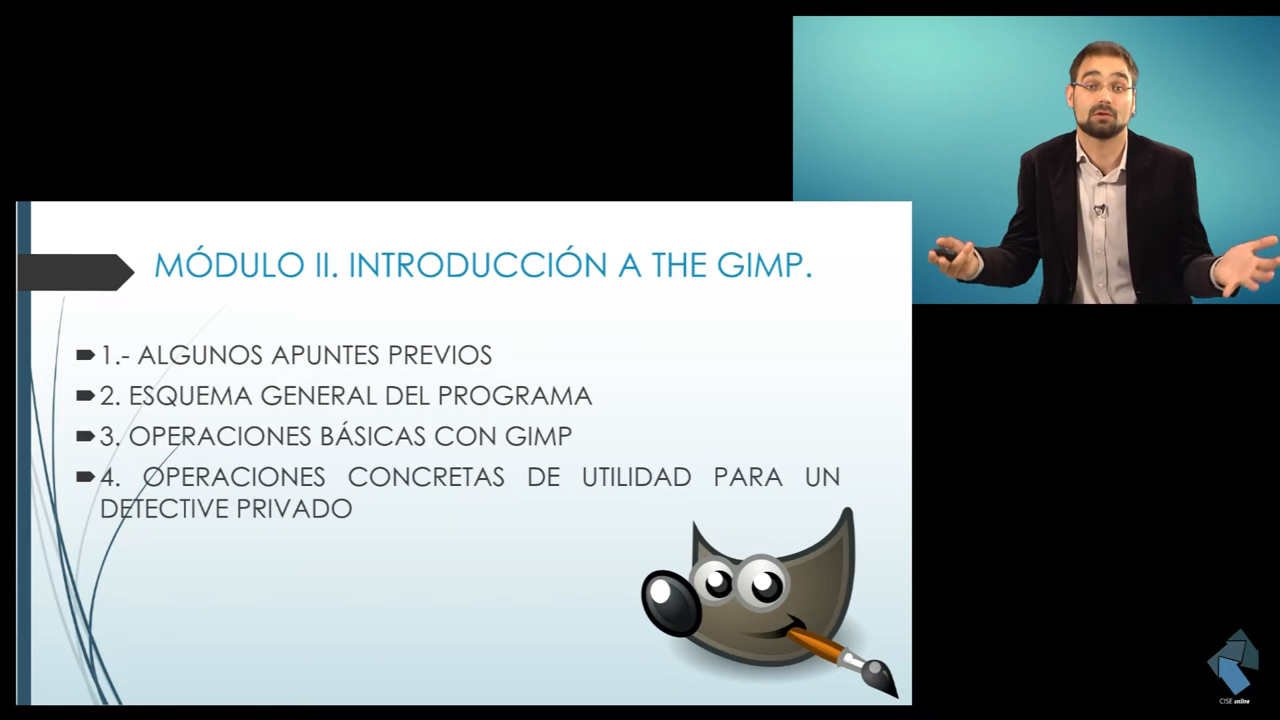 MÓDULO II. INTRODUCCIÓN A THE GIMP.
1.- ALGUNOS APUNTES PREVIOS
2. ESQUEMA GENERAL DEL PROGRAMA
3. OPERACIONES BÁSICAS CON GIMP
4. OPERACIONES CONCRETAS DE UTILIDAD PARA UN
DETECTIVE PRIVADO
CISE online